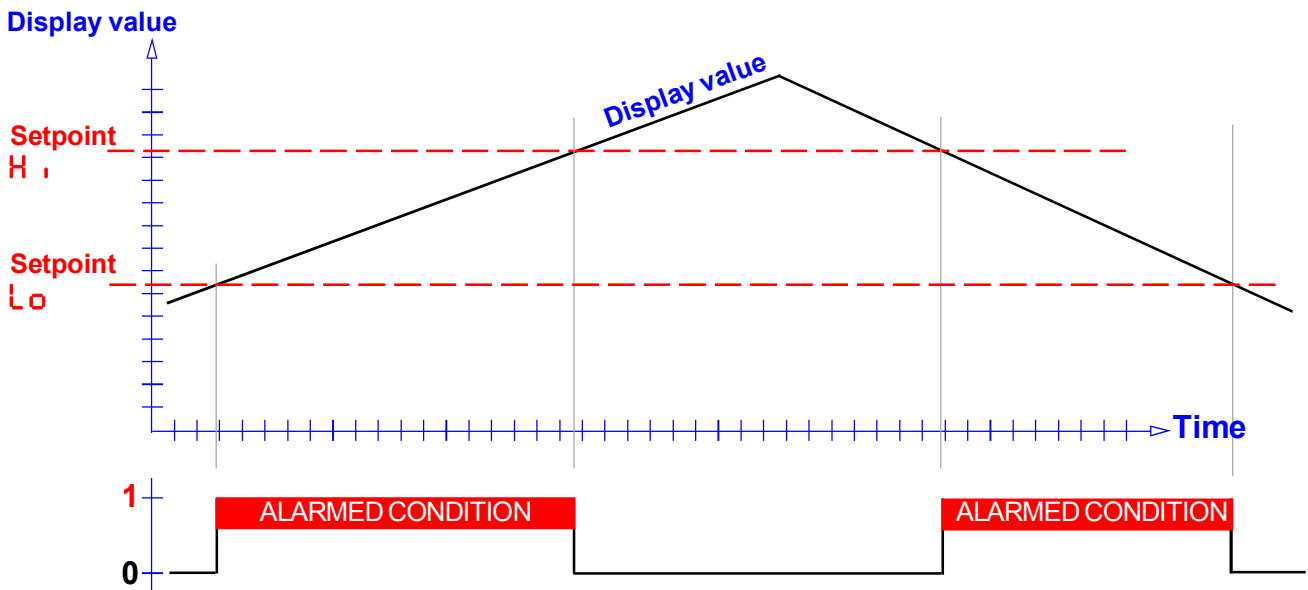 Display value
Display value
Setpoint
Hi
Setpoint
Lo
Time
1
ALARMED CONDITION
ALARMED CONDITION
0